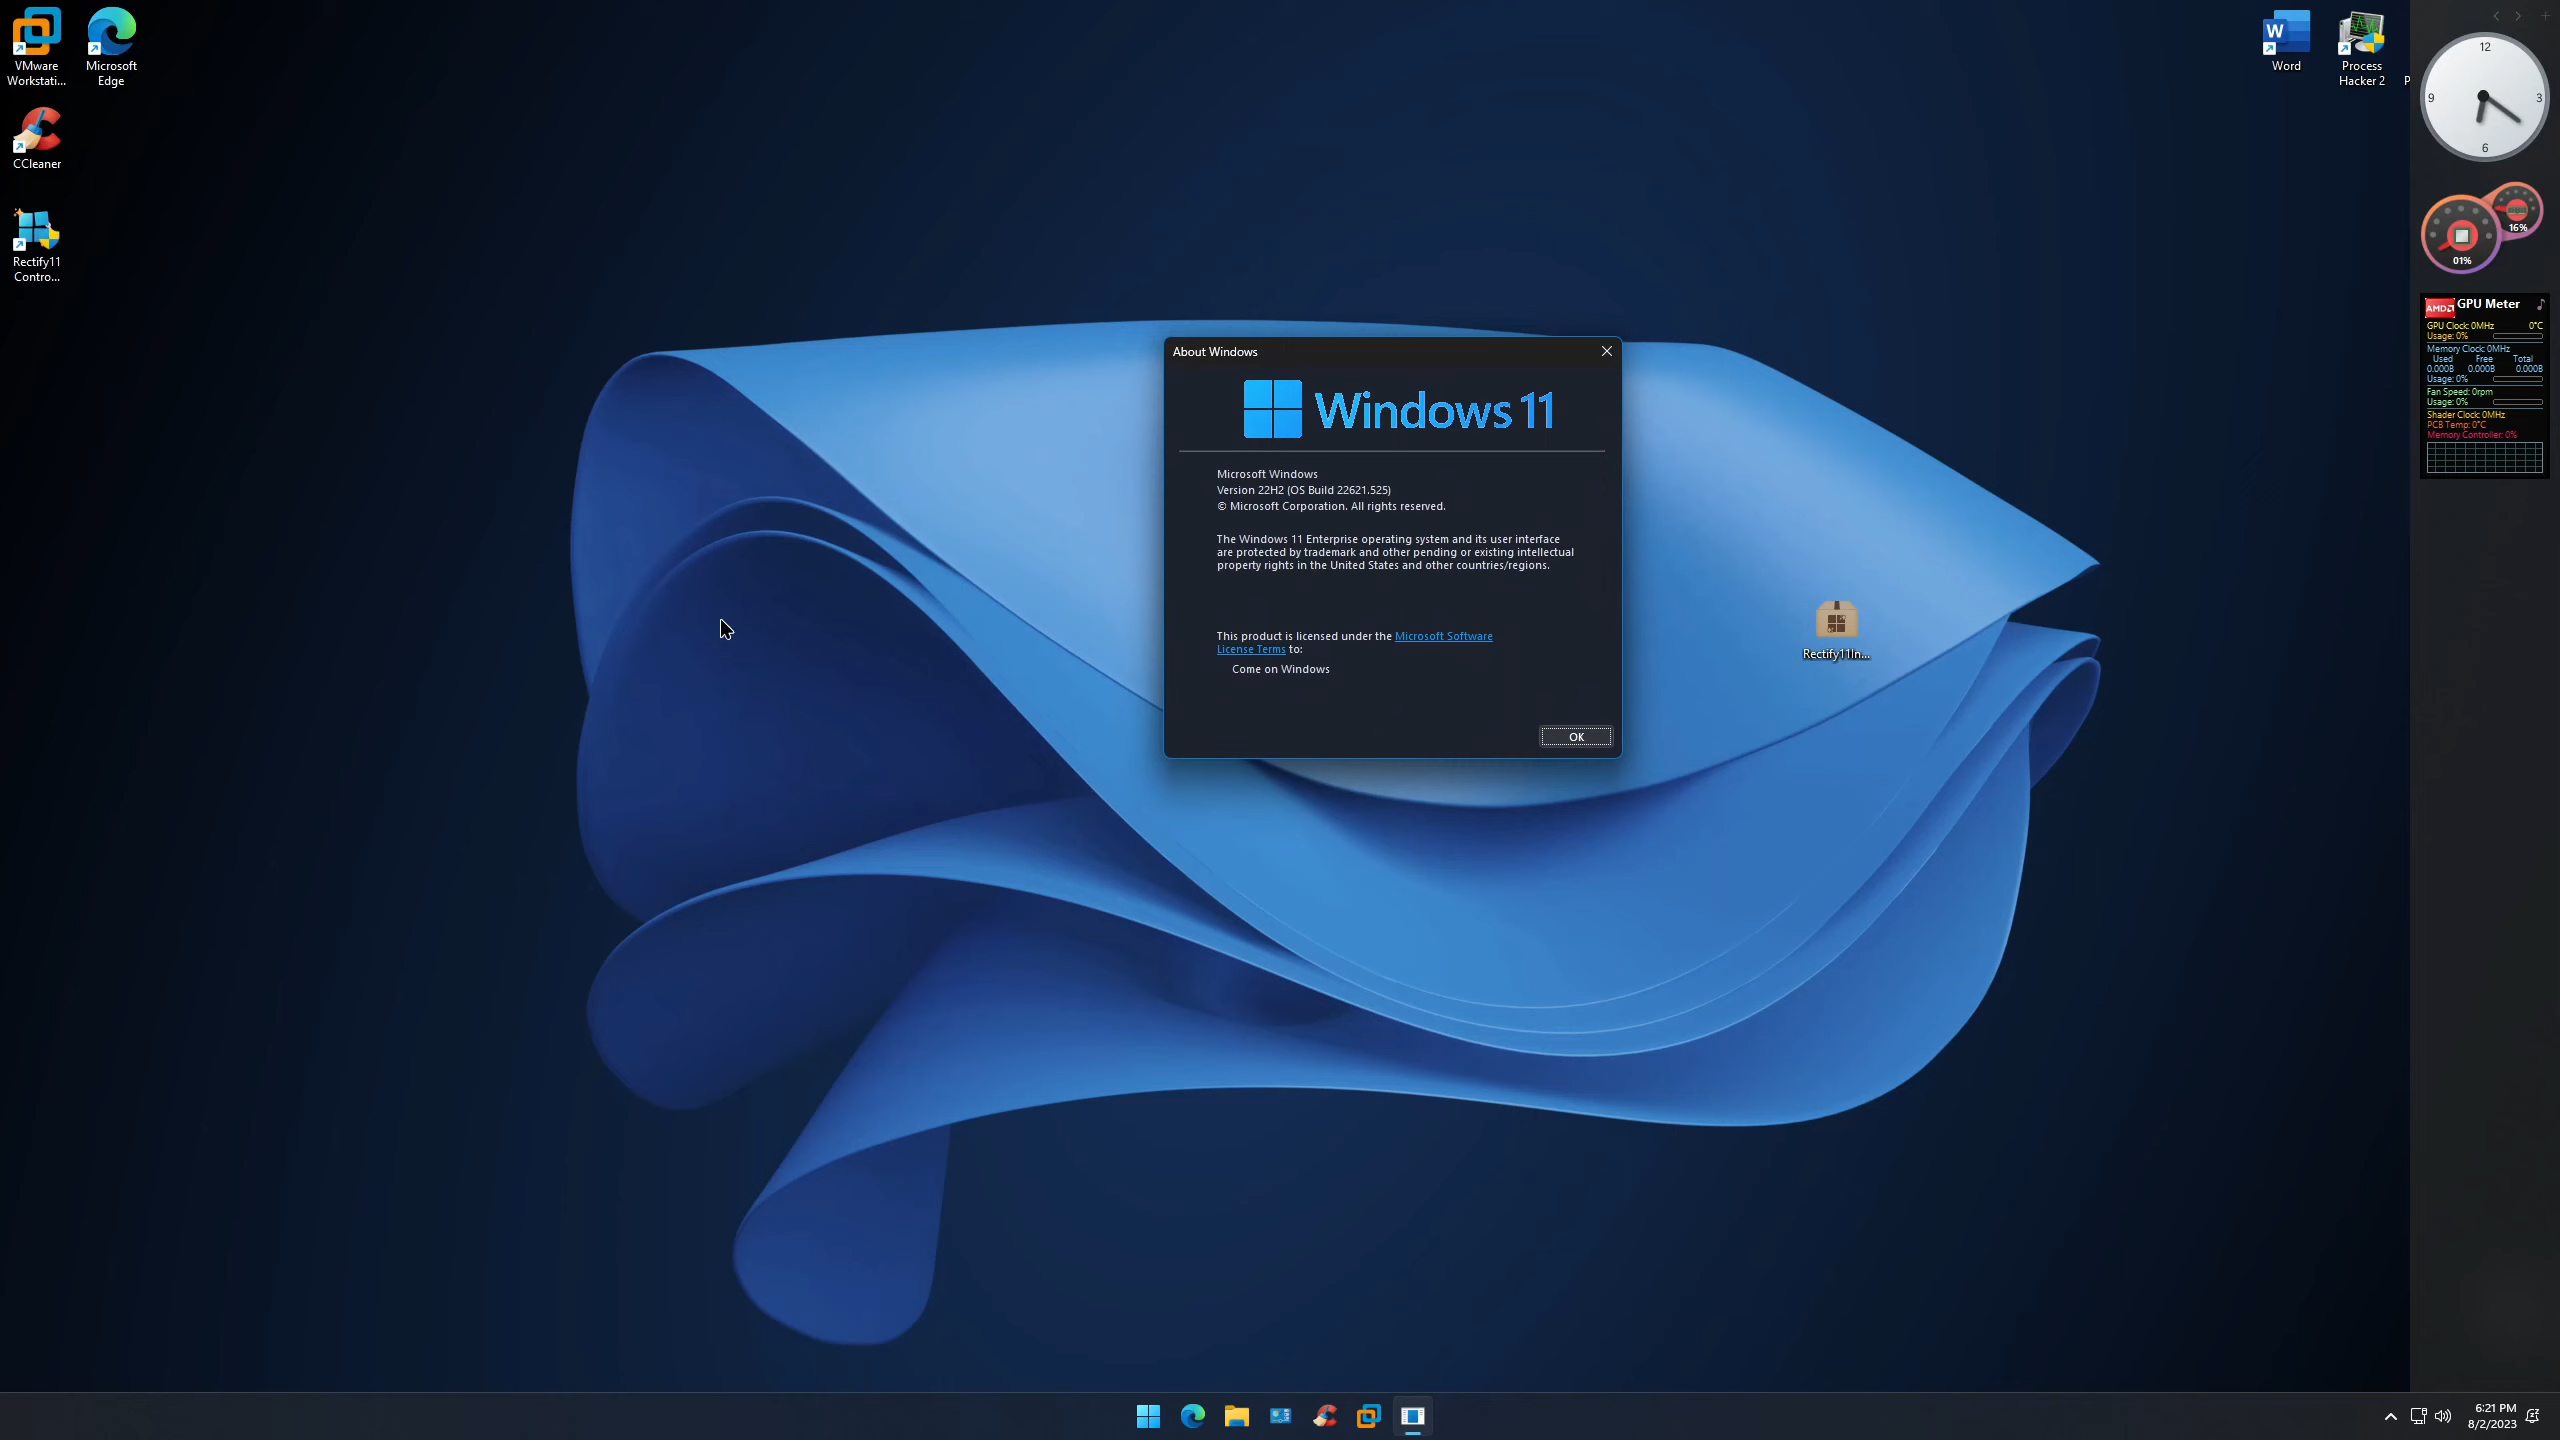 VMware
Workstati...
Microsoft
Edge
CCleaner
Rectify11
Contro...
Word
Process
Hacker 2
P
12
3
6
9
16%
01%
About Windows
Windows 11
Microsoft Windows
Version 22H2 (OS Build 22621.525)
© Microsoft Corporation. All rights reserved.
The Windows 11 Enterprise operating system and its user interface
are protected by trademark and other pending or existing intellectual
property rights in the United States and other countries/regions.
This product is licensed under the Microsoft Software
License Terms to:
Come on Windows
OK
Rectify11In...
AMD GPU Meter
GPU Clock: 0MHz 0°C
Usage: 0%
Memory Clock: 0MHz
Used Free Total
0.000B 0.000B 0.000B
Usage: 0%
Fan Speed: 0rpm
Usage: 0%
Shader Clock: 0MHz
PCB Temp: 0°C
Memory Controller: 0%
6:21 PM
8/2/2023